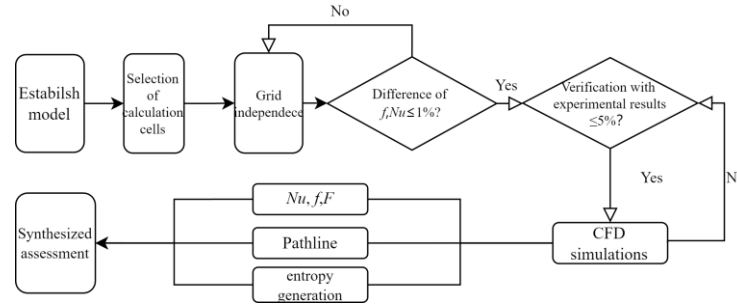 No
Estabilsh
model
Selection
of
calculation
cells
Grid
independece
Difference of
f,Nu≤1%?
Yes
Verification with
experimental results
≤5%?
Yes
N
Synthesized
assessment
Nu, f,F
Pathline
entropy
generation
CFD
simulations